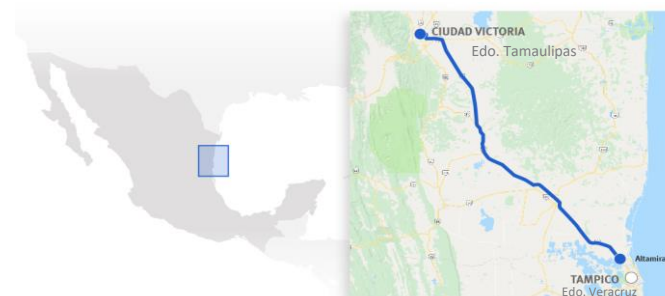 CIUDAD VICTORIA
Edo. Tamaulipas
Altamira
TAMPICO
Edo. Veracruz